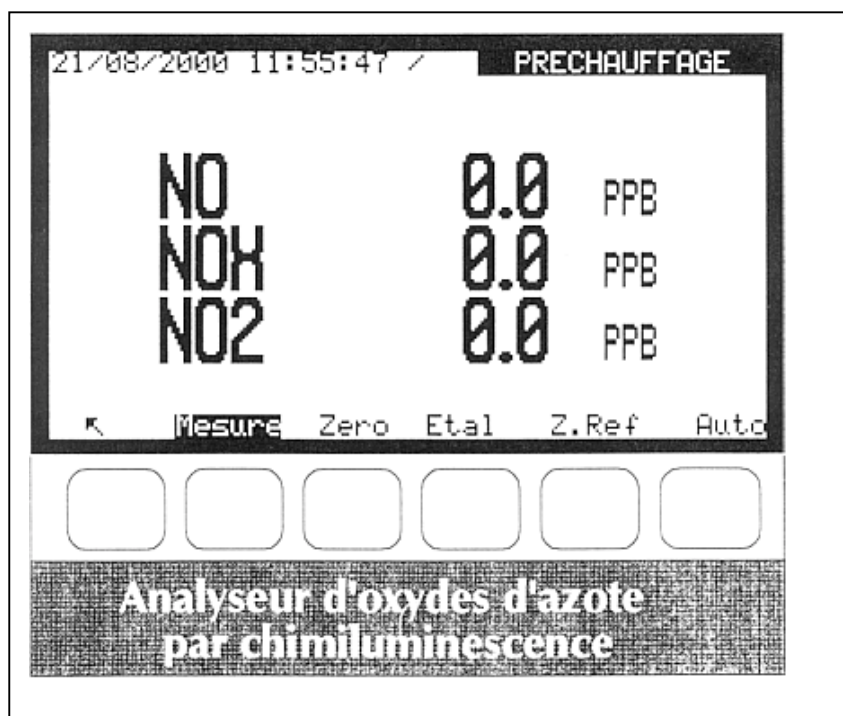 21/08/2000 11:55:47 / PRECHAUFFAGE
NO 0.0 PPB
NOX 0.0 PPB
NO2 0.0 PPB
Mesure Zero Etal Z.Ref Auto
Analyseur d'oxydes d'azote
par chimiluminescence